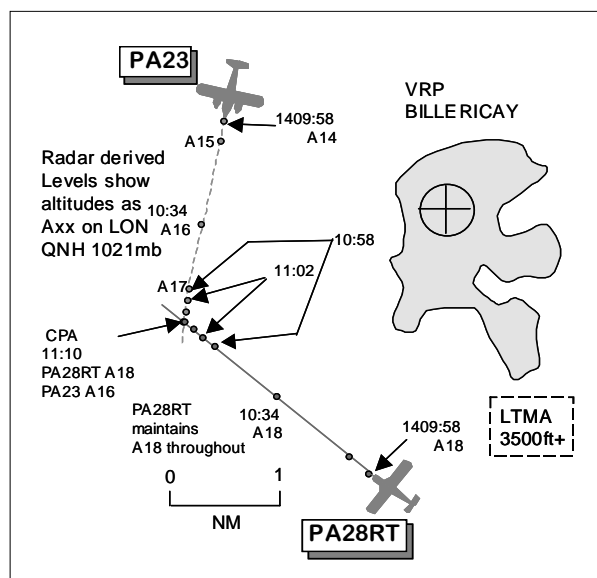 PA23
VRP
BILLERICAY
1409:58
A14
A15
Radar derived
Levels show
altitudes as
Axx on LON
QNH 1021mb
10:34
A16
10:58
11:02
A17
CPA
11:10
PA28RT A18
PA23 A16
PA28RT
maintains
A18 throughout
10:34
A18
1409:58
A18
LTMA
3500ft+
0 1
NM
PA28RT